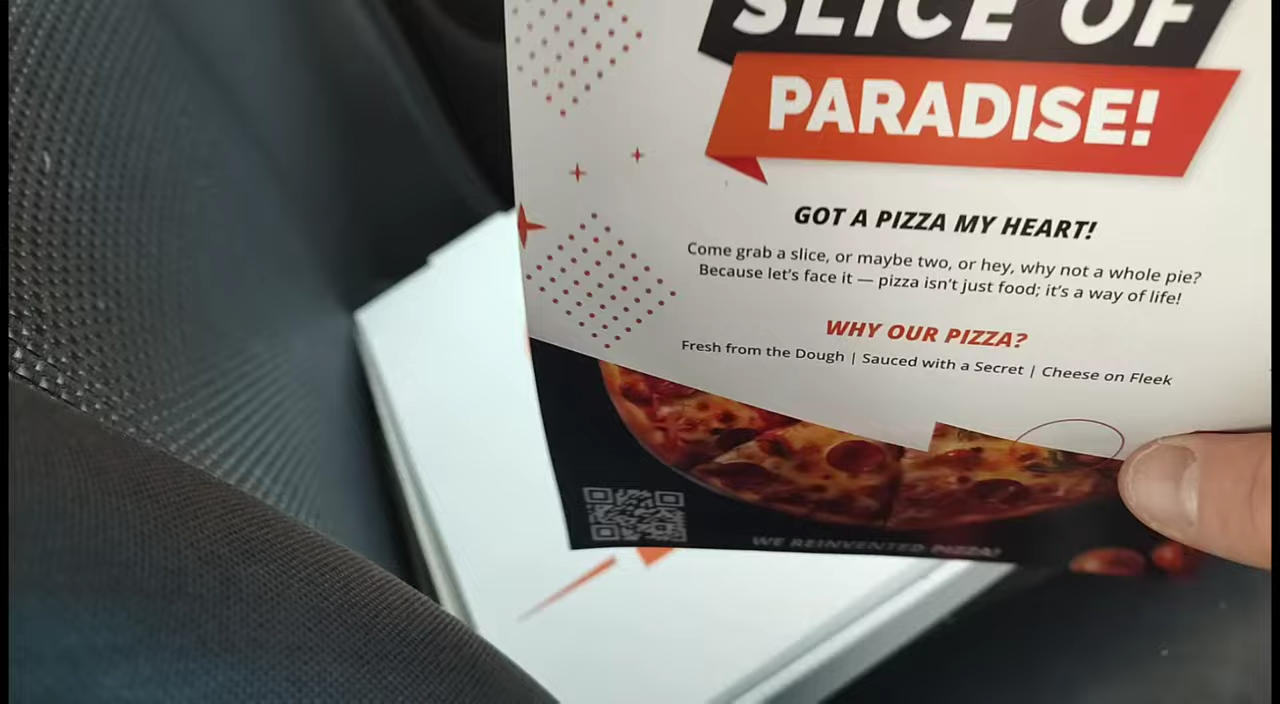 SLICE OF
PARADISE!
GOT A PIZZA MY HEART!
Come grab a slice, or maybe two, or hey, why not a whole pie?
Because let's face it — pizza isn't just food; it's a way of life!
WHY OUR PIZZA?
Fresh from the Dough | Sauced with a Secret | Cheese on Fleek
WE REINVENTED PIZZA!